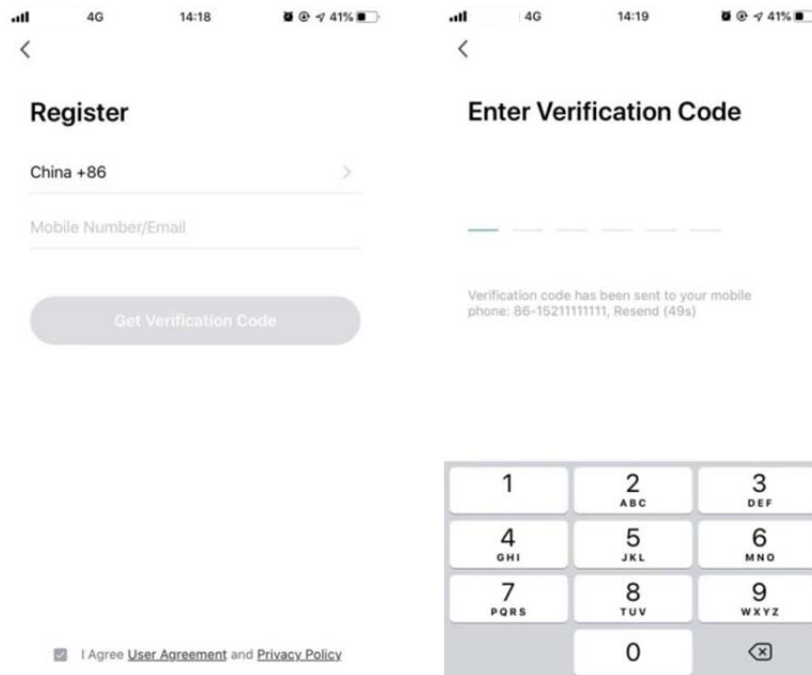 4G 14:18 41%
Register
China +86
Mobile Number/Email
Get Verification Code
I Agree User Agreement and Privacy Policy
4G 14:19 41%
Enter Verification Code
Verification code has been sent to your mobile
phone: 86-15211111111, Resend (49s)
1 2 3
ABC DEF
4 5 6
GHI JKL MNO
7 8 9
PQRS TUV WXYZ
0